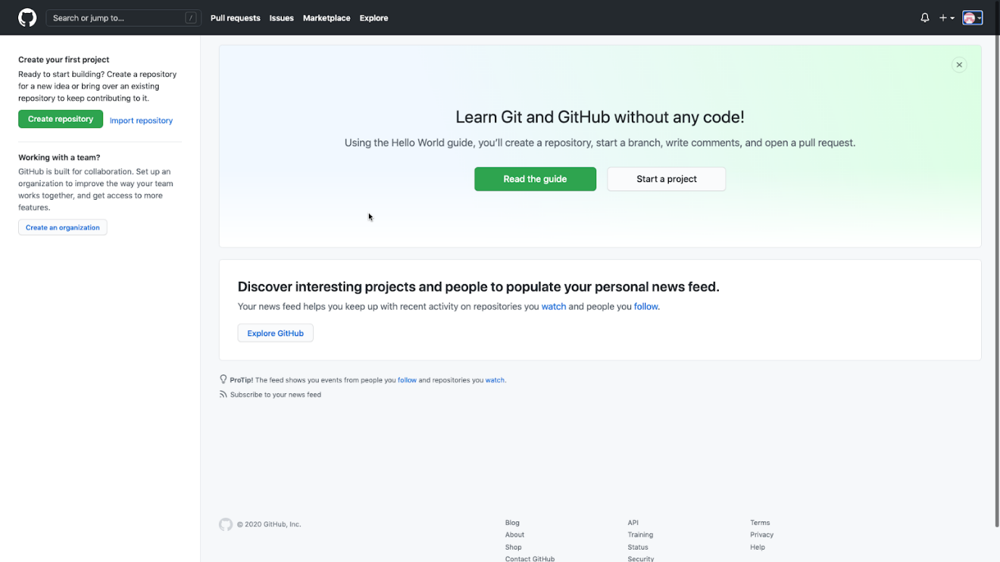 Search or jump to... /
Pull requests
Issues
Marketplace
Explore
Create your first project
Ready to start building? Create a repository
for a new idea or bring over an existing
repository to keep contributing to it.
Create repository
Import repository
Working with a team?
GitHub is built for collaboration. Set up an
organization to improve the way your team
works together, and get access to more
features.
Create an organization
Learn Git and GitHub without any code!
Using the Hello World guide, you’ll create a repository, start a branch, write comments, and open a pull request.
Read the guide
Start a project
Discover interesting projects and people to populate your personal news feed.
Your news feed helps you keep up with recent activity on repositories you watch and people you follow.
Explore GitHub
ProTip! The feed shows you events from people you follow and repositories you watch.
Subscribe to your news feed
© 2020 GitHub, Inc.
Blog
About
Shop
Contact GitHub
API
Training
Status
Security
Terms
Privacy
Help